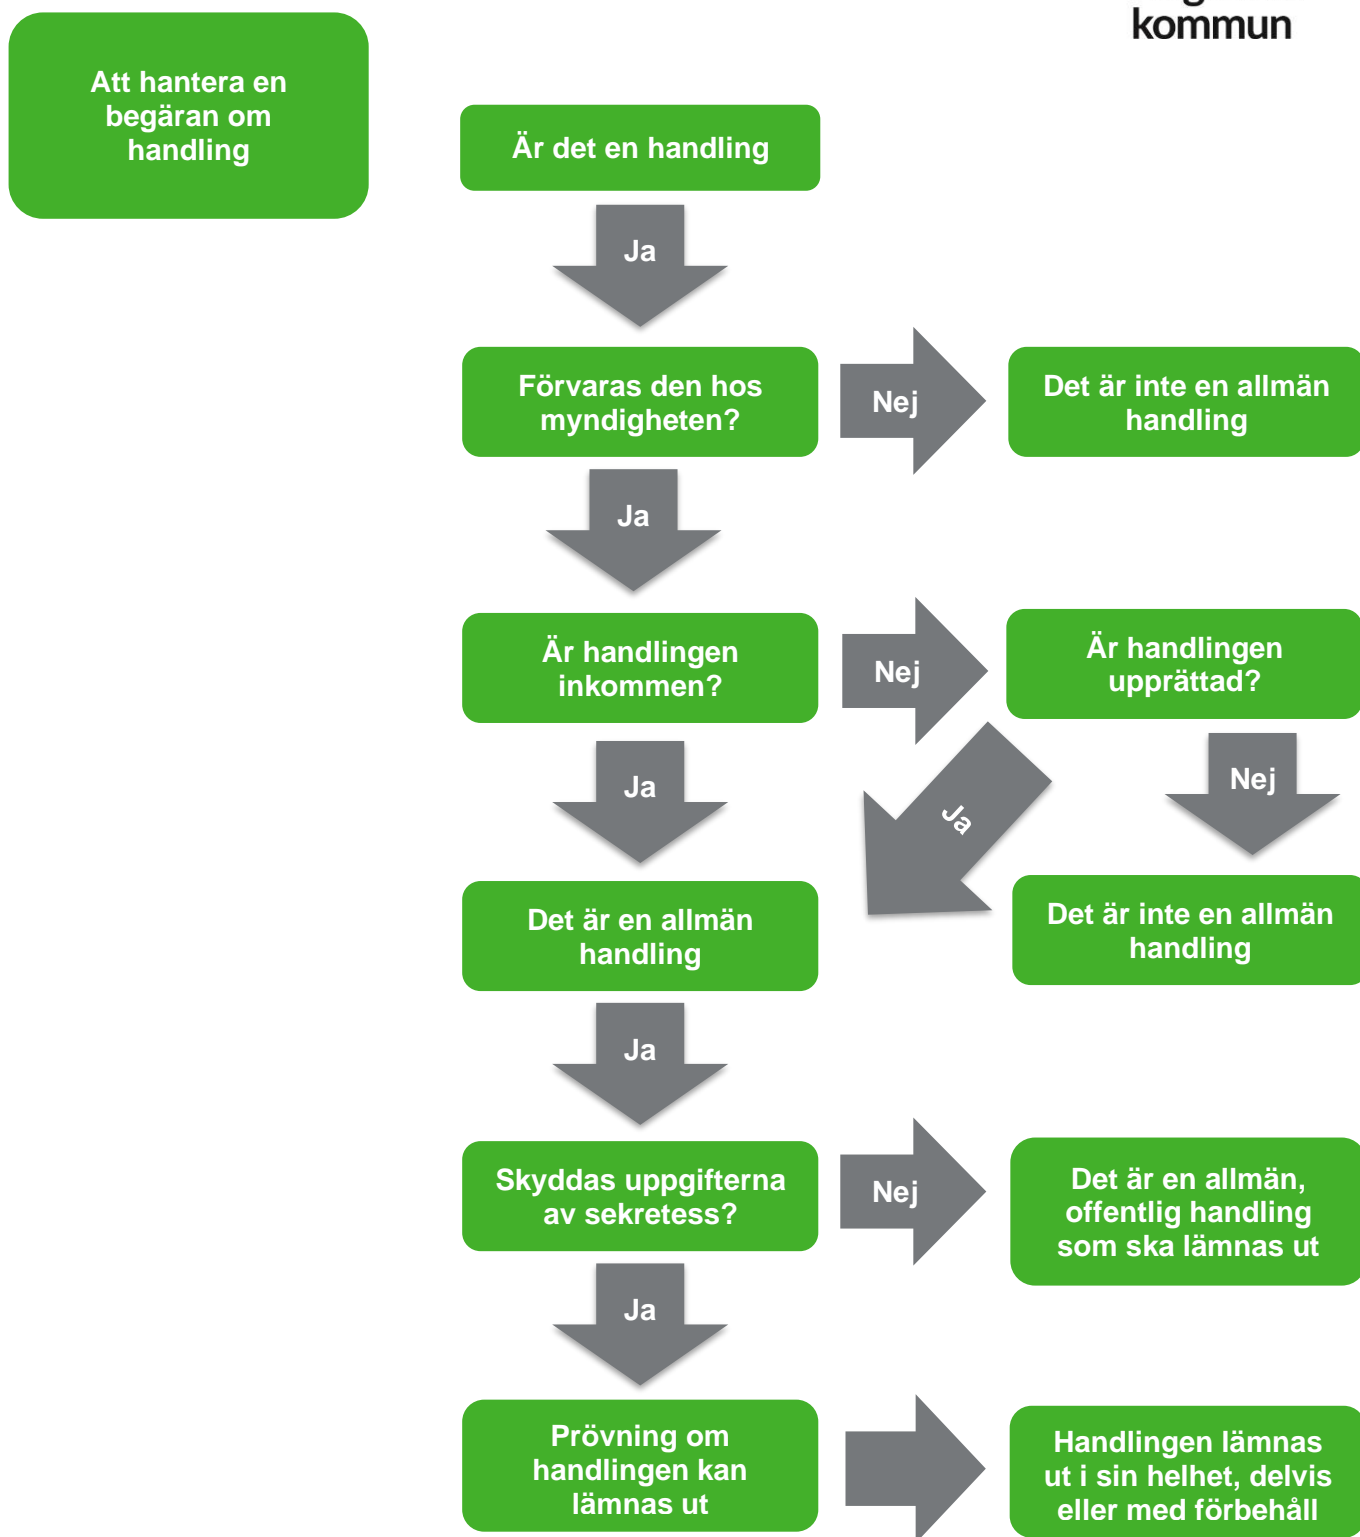 kommun
Att hantera en
begäran om
handling
Är det en handling
Ja
Förvaras den hos
myndigheten?
Nej
Det är inte en allmän
handling
Ja
Är handlingen
inkommen?
Nej
Är handlingen
upprättad?
Ja
Ja
Nej
Det är en allmän
handling
Det är inte en allmän
handling
Ja
Skyddas uppgifterna
av sekretess?
Nej
Det är en allmän,
offentlig handling
som ska lämnas ut
Ja
Prövning om
handlingen kan
lämnas ut
Handlingen lämnas
ut i sin helhet, delvis
eller med förbehåll